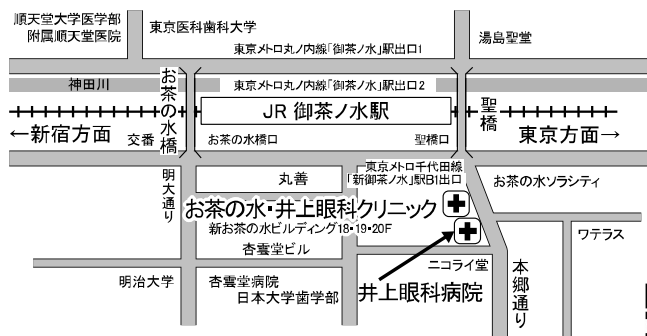 順天堂大学医学部
附属順天堂医院
東京医科歯科大学
東京メトロ丸ノ内線「御茶ノ水」駅出口1
湯島聖堂
神田川
お茶の水橋
東京メトロ丸ノ内線「御茶ノ水」駅出口2
聖橋
JR 御茶ノ水駅
←新宿方面
交番
お茶の水橋口
聖橋口
東京方面→
明大通り
丸善
東京メトロ千代田線
「新御茶ノ水」駅B1出口
お茶の水ソラシティ
お茶の水・井上眼科クリニック
新お茶の水ビルディング18・19・20F
杏雲堂ビル
ワテラス
ニコライ堂
本郷通り
明治大学
杏雲堂病院
日本大学歯学部
井上眼科病院